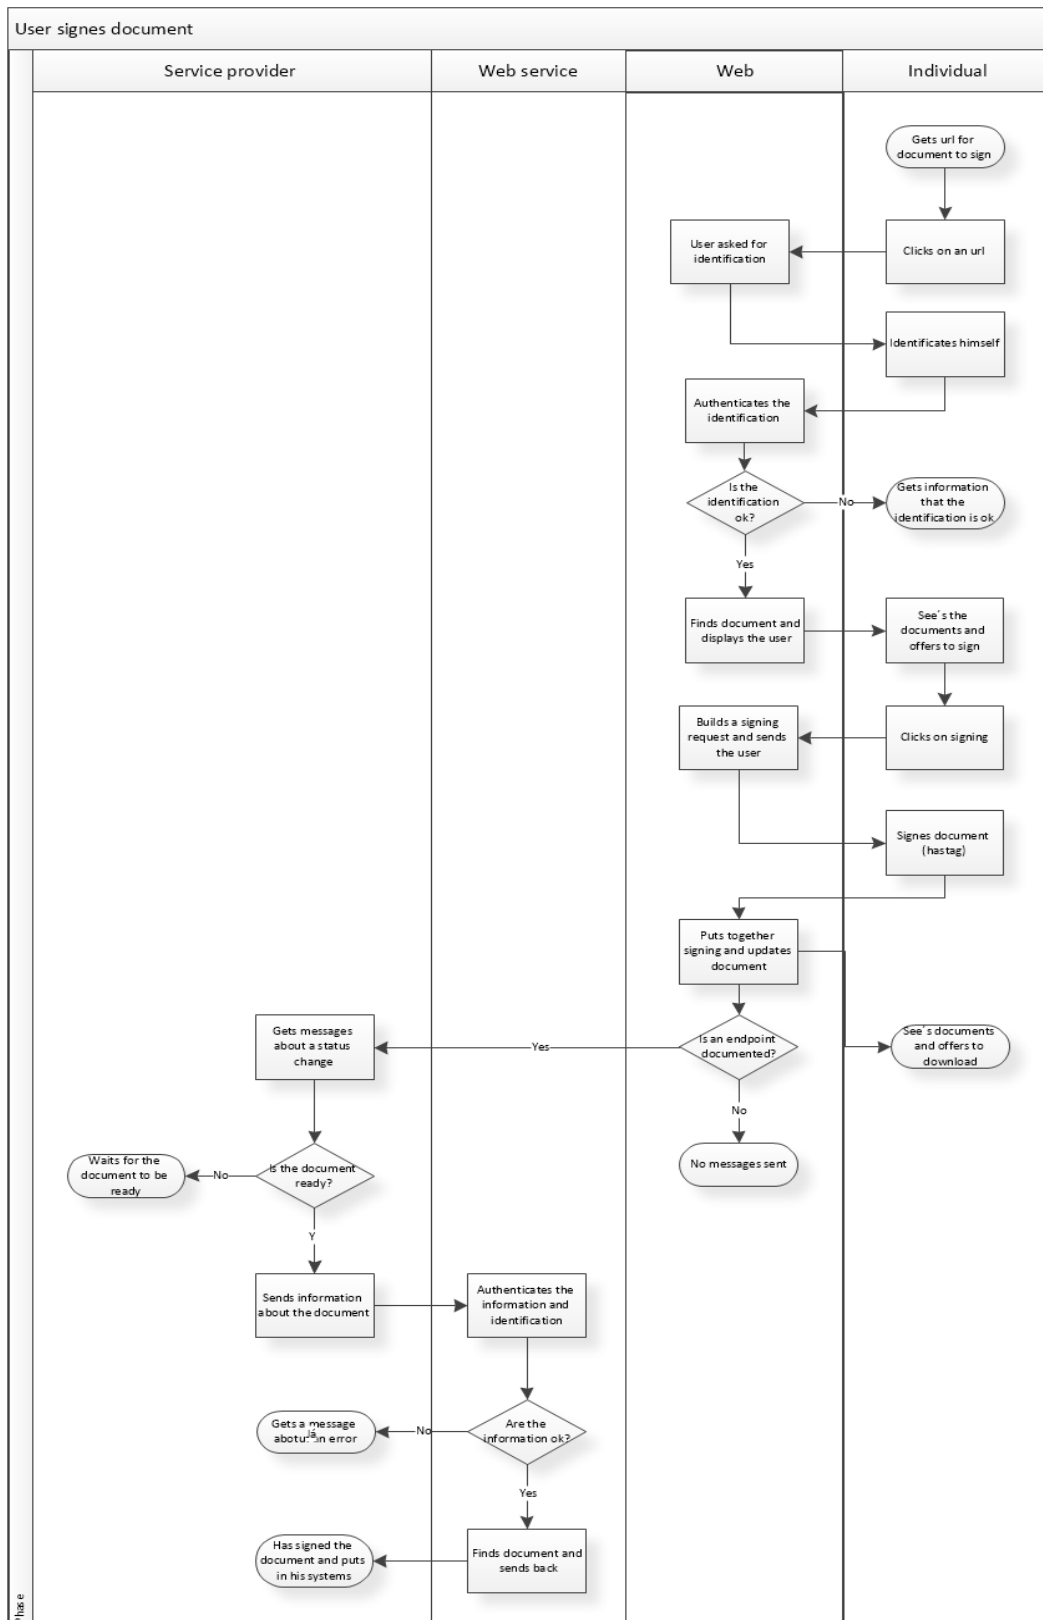 User signes document
Service provider
Web service
Web
Individual
Gets url for
document to sign
Clicks on an url
User asked for
identification
Identificates himself
Authenticates the
identification
Is the
identification
ok?
No
Gets information
that the
identification is ok
Yes
Finds document and
displays the user
See´s the
documents and
offers to sign
Clicks on signing
Builds a signing
request and sends
the user
Signes document
(hastag)
Puts together
signing and updates
document
See´s documents
and offers to
download
Is an endpoint
documented?
Yes
No
No messages sent
Gets messages
about a status
change
Is the document
ready?
No
Waits for the
document to be
ready
Y
Sends information
about the document
Authenticates the
information and
identification
Are the
information ok?
No
Gets a message
Já
error
Yes
Finds document and
sends back
Has signed the
document and puts
in his systems
Phase